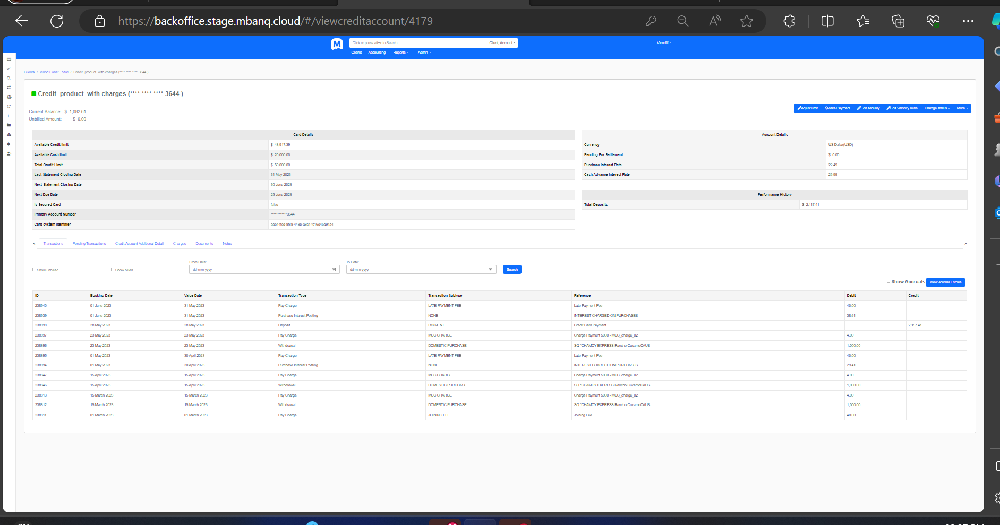 https://backoffice.stage.mbanq.cloud/#/viewcreditaccount/4179
M
Click or press alt+x to Search
Client, Account
Vinod11
Clients Accounting Reports Admin
Clients / Vinod Credit_card / Credit_product_with charges (**** **** **** 3644 )
Credit_product_with charges (**** **** **** 3644 )
Current Balance: $ 1,082.61
Unbilled Amount: $ 0.00
Adjust limit $Make Payment Edit security Edit Velocity rules Change status More
Card Details
Available Credit limit $ 48,917.39
Available Cash limit $ 20,000.00
Total Credit Limit $ 50,000.00
Last Statement Closing Date 31 May 2023
Next Statement Closing Date 30 June 2023
Next Due Date 25 June 2023
Is Secured Card false
Primary Account Number ************3644
Card system identifier
Account Details
Currency US Dollar(USD)
Pending For Settlement $ 0.00
Purchase Interest Rate 22.49
Cash Advance Interest Rate 29.99
Performance History
Total Deposits $ 2,117.41
< Transactions Pending Transactions Credit Account Additional Detail Charges Documents Notes >
Show unbilled Show billed
From Date: To Date:
dd-mm-yyyy dd-mm-yyyy Search
Show Accruals View Journal Entries
ID Booking Date Value Date Transaction Type Transaction Subtype Reference Debit Credit
238940 01 June 2023 31 May 2023 Pay Charge LATE PAYMENT FEE Late Payment Fee 40.00
238939 01 June 2023 31 May 2023 Purchase Interest Posting NONE INTEREST CHARGED ON PURCHASES 38.61
238898 28 May 2023 28 May 2023 Deposit PAYMENT Credit Card Payment 2,117.41
238897 23 May 2023 23 May 2023 Pay Charge MCC CHARGE Charge Payment 5000 - MCC_charge_02 4.00
238896 23 May 2023 23 May 2023 Withdrawal DOMESTIC PURCHASE SQ *CHAMOY EXPRESS Rancho CucamoCAUS 1,000.00
238895 01 May 2023 30 April 2023 Pay Charge LATE PAYMENT FEE Late Payment Fee 40.00
238894 01 May 2023 30 April 2023 Purchase Interest Posting NONE INTEREST CHARGED ON PURCHASES 29.41
238847 15 April 2023 15 April 2023 Pay Charge MCC CHARGE Charge Payment 5000 - MCC_charge_02 4.00
238846 15 April 2023 15 April 2023 Withdrawal DOMESTIC PURCHASE SQ *CHAMOY EXPRESS Rancho CucamoCAUS 1,000.00
238813 15 March 2023 15 March 2023 Pay Charge MCC CHARGE Charge Payment 5000 - MCC_charge_02 4.00
238812 15 March 2023 15 March 2023 Withdrawal DOMESTIC PURCHASE SQ *CHAMOY EXPRESS Rancho CucamoCAUS 1,000.00
238811 01 March 2023 01 March 2023 Pay Charge JOINING FEE Joining Fee 40.00